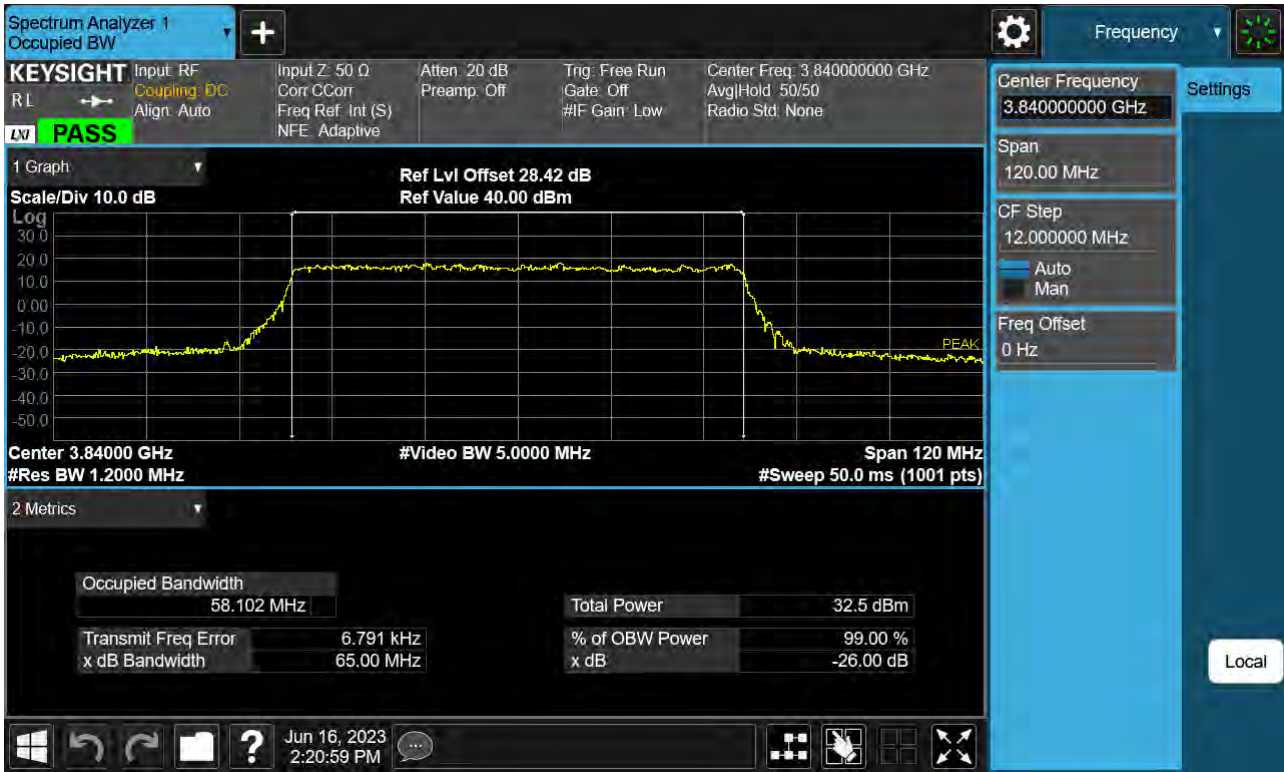 Spectrum Analyzer 1
Occupied BW
+
Frequency
KEYSIGHT
RL
LXI
PASS
Input: RF
Coupling: DC
Align: Auto
Input Z: 50 Ω
Corr CCorr
Freq Ref: Int (S)
NFE: Adaptive
Atten: 20 dB
Preamp: Off
Trig: Free Run
Gate: Off
#IF Gain: Low
Center Freq: 3.840000000 GHz
Avg|Hold: 50/50
Radio Std: None
Center Frequency
3.840000000 GHz
Settings
Span
120.00 MHz
CF Step
12.000000 MHz
Auto
Man
Freq Offset
0 Hz
Local
1 Graph
Scale/Div 10.0 dB
Ref Lvl Offset 28.42 dB
Ref Value 40.00 dBm
Log
30.0
20.0
10.0
0.00
-10.0
-20.0
-30.0
-40.0
-50.0
PEAK
Center 3.84000 GHz
#Video BW 5.0000 MHz
Span 120 MHz
#Res BW 1.2000 MHz
#Sweep 50.0 ms (1001 pts)
2 Metrics
Occupied Bandwidth
58.102 MHz
Total Power 32.5 dBm
Transmit Freq Error 6.791 kHz
% of OBW Power 99.00 %
x dB Bandwidth 65.00 MHz
x dB -26.00 dB
?
Jun 16, 2023
2:20:59 PM